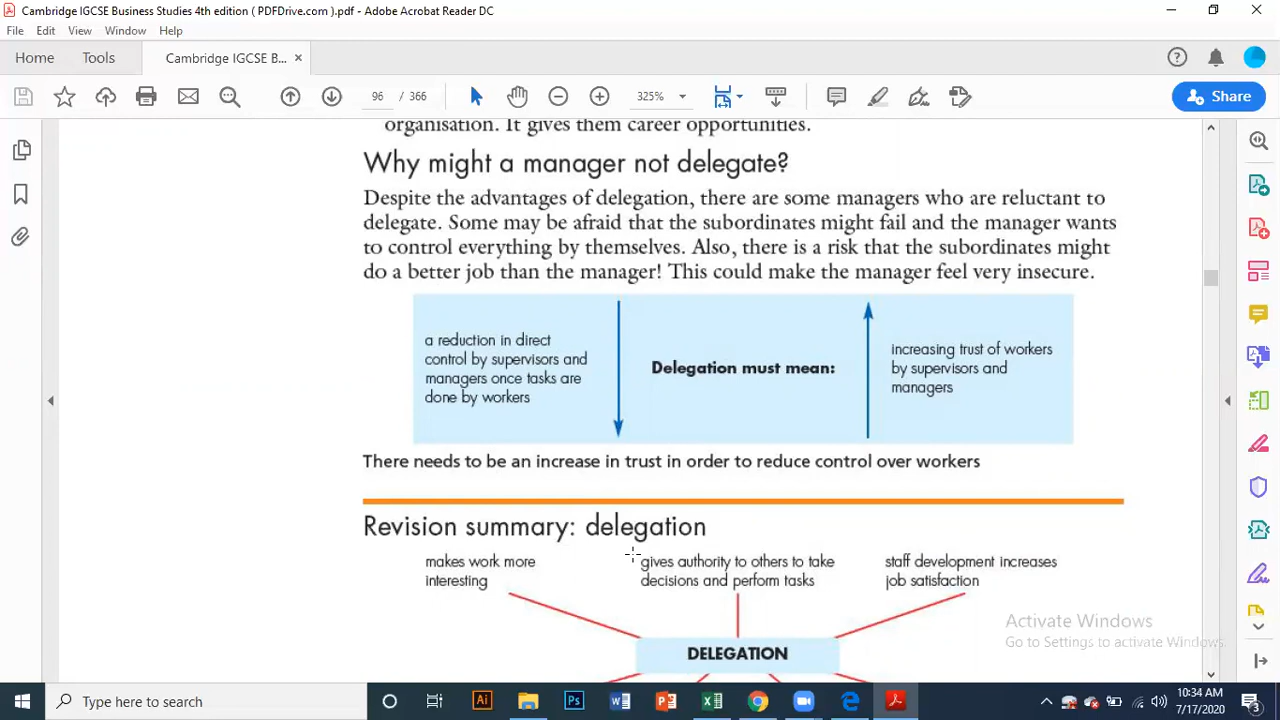 Cambridge IGCSE Business Studies 4th edition ( PDFDrive.com ).pdf - Adobe Acrobat Reader DC
File Edit View Window Help
Home Tools Cambridge IGCSE B... ×
96 / 366 325% Share
organisation. It gives them career opportunities.
Why might a manager not delegate?
Despite the advantages of delegation, there are some managers who are reluctant to
delegate. Some may be afraid that the subordinates might fail and the manager wants
to control everything by themselves. Also, there is a risk that the subordinates might
do a better job than the manager! This could make the manager feel very insecure.
a reduction in direct
control by supervisors and
managers once tasks are
done by workers
Delegation must mean:
increasing trust of workers
by supervisors and
managers
There needs to be an increase in trust in order to reduce control over workers
Revision summary: delegation
makes work more
interesting
gives authority to others to take
decisions and perform tasks
staff development increases
job satisfaction
DELEGATION
Activate Windows
Go to Settings to activate Windows.
Type here to search
10:34 AM
7/17/2020
3